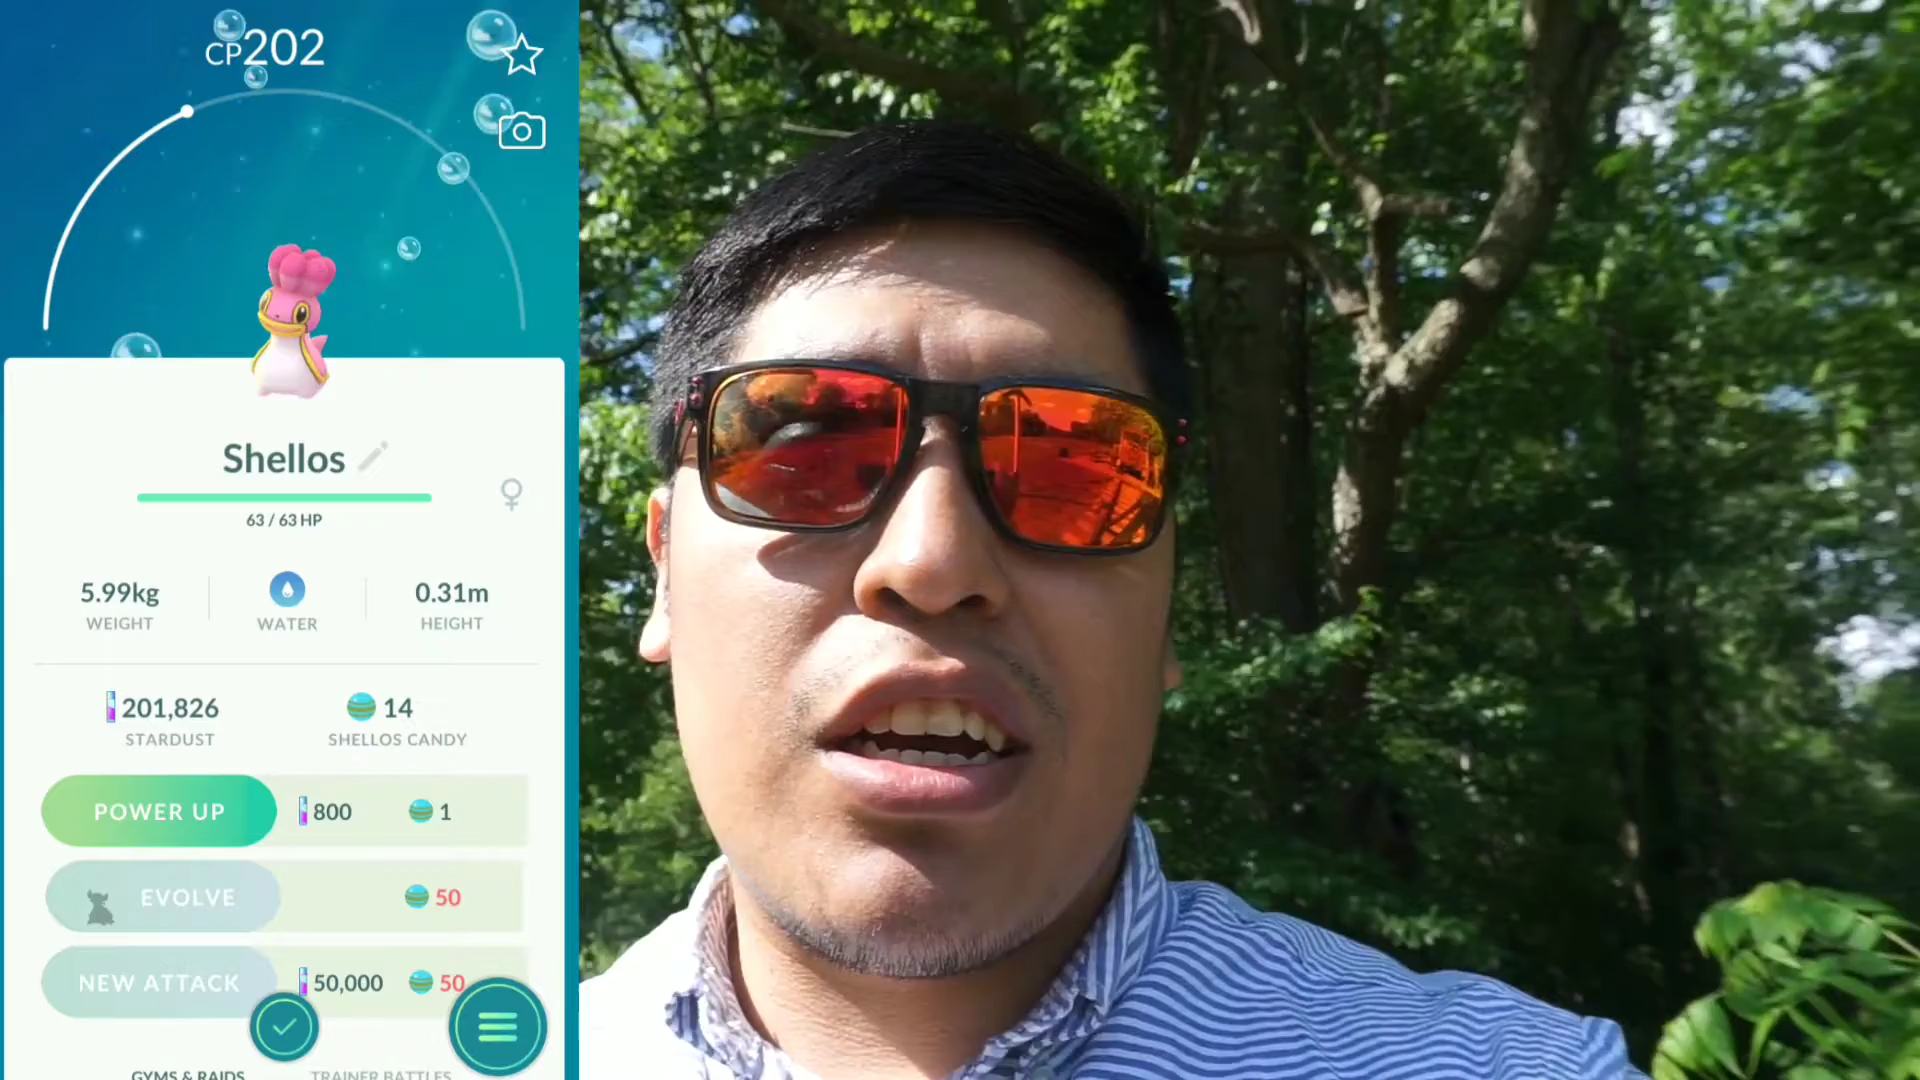 CP202
Shellos
63 / 63 HP
5.99kg
WEIGHT
WATER
0.31m
HEIGHT
201,826
STARDUST
14
SHELLOS CANDY
POWER UP 800 1
EVOLVE 50
NEW ATTACK 50,000 50
GYMS & RAIDS TRAINER BATTLES